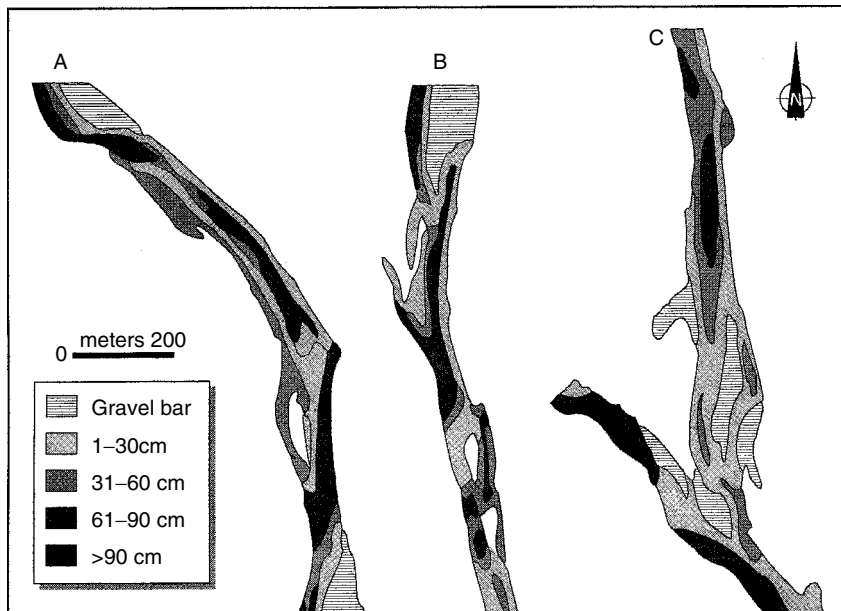 A
B
C
N
0 meters 200
Gravel bar
1–30cm
31–60 cm
61–90 cm
>90 cm